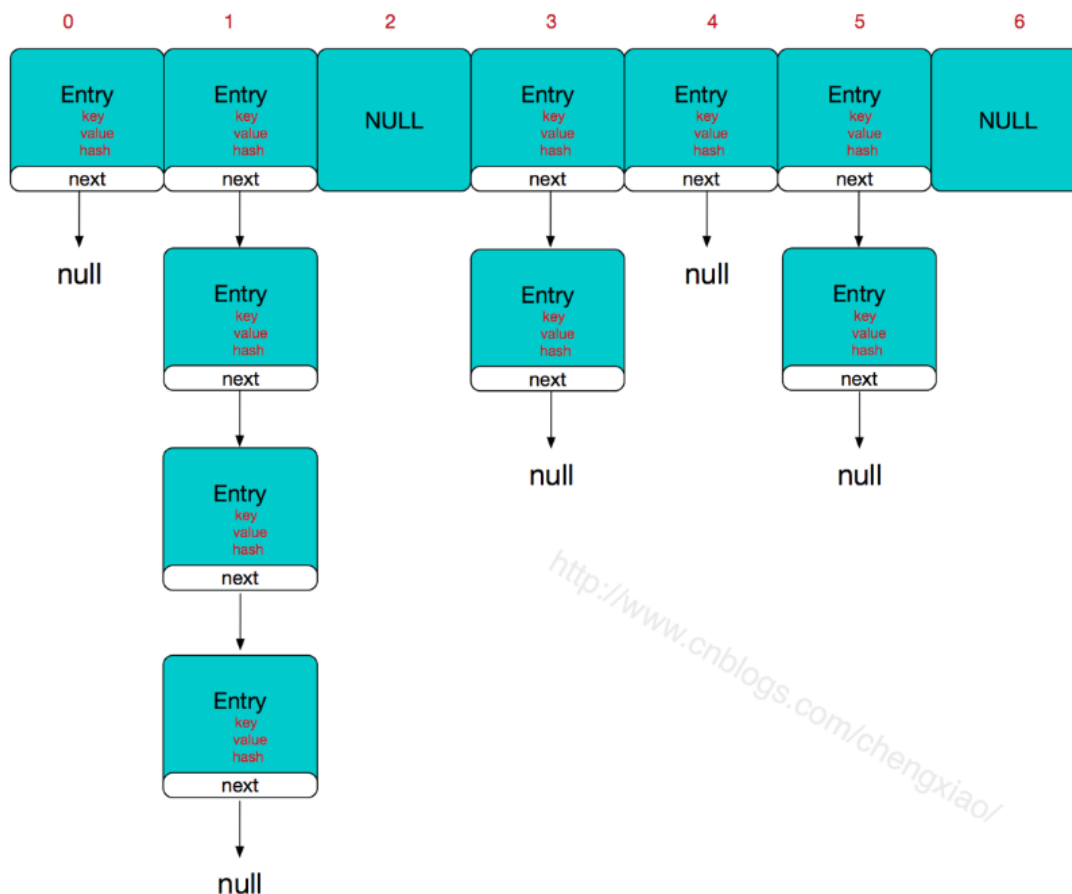 0 1 2 3 4 5 6
Entry Entry NULL Entry Entry Entry NULL
key key key key key
value value value value value
hash hash hash hash hash
next next next next next
null null
Entry Entry Entry
key key key
value value value
hash hash hash
next next next
null null
Entry
key
value
hash
next
http://www.cnblogs.com/chengxiao/
Entry
key
value
hash
next
null